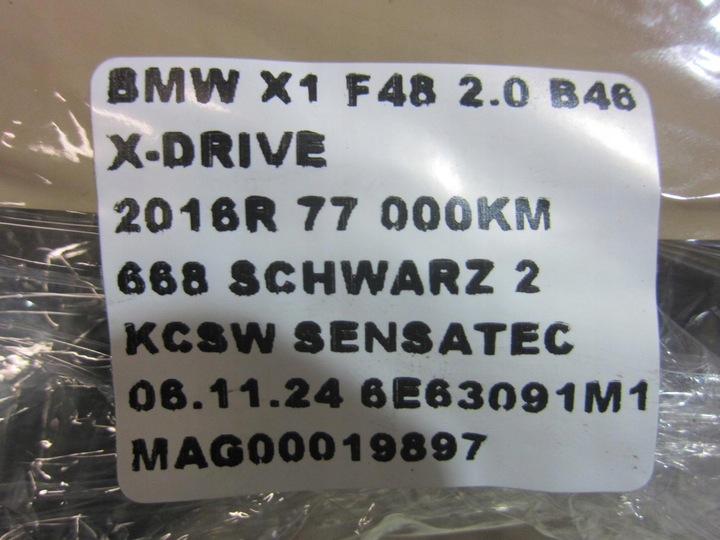 BMW X1 F48 2.0 B46
X-DRIVE
2016R 77 000KM
668 SCHWARZ 2
KCSW SENSATEC
06.11.24 6E63091M1
MAG00019897